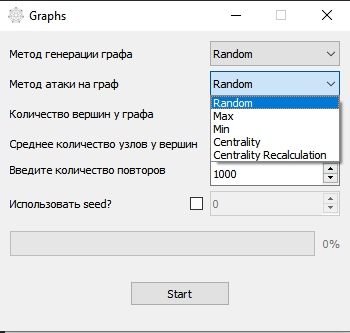 Graphs
Метод генерации графа
Random
Метод атаки на граф
Random
Random
Max
Min
Centrality
Centrality Recalculation
Количество вершин у графа
Среднее количество узлов у вершин
Введите количество повторов
1000
Использовать seed?
0
0%
Start